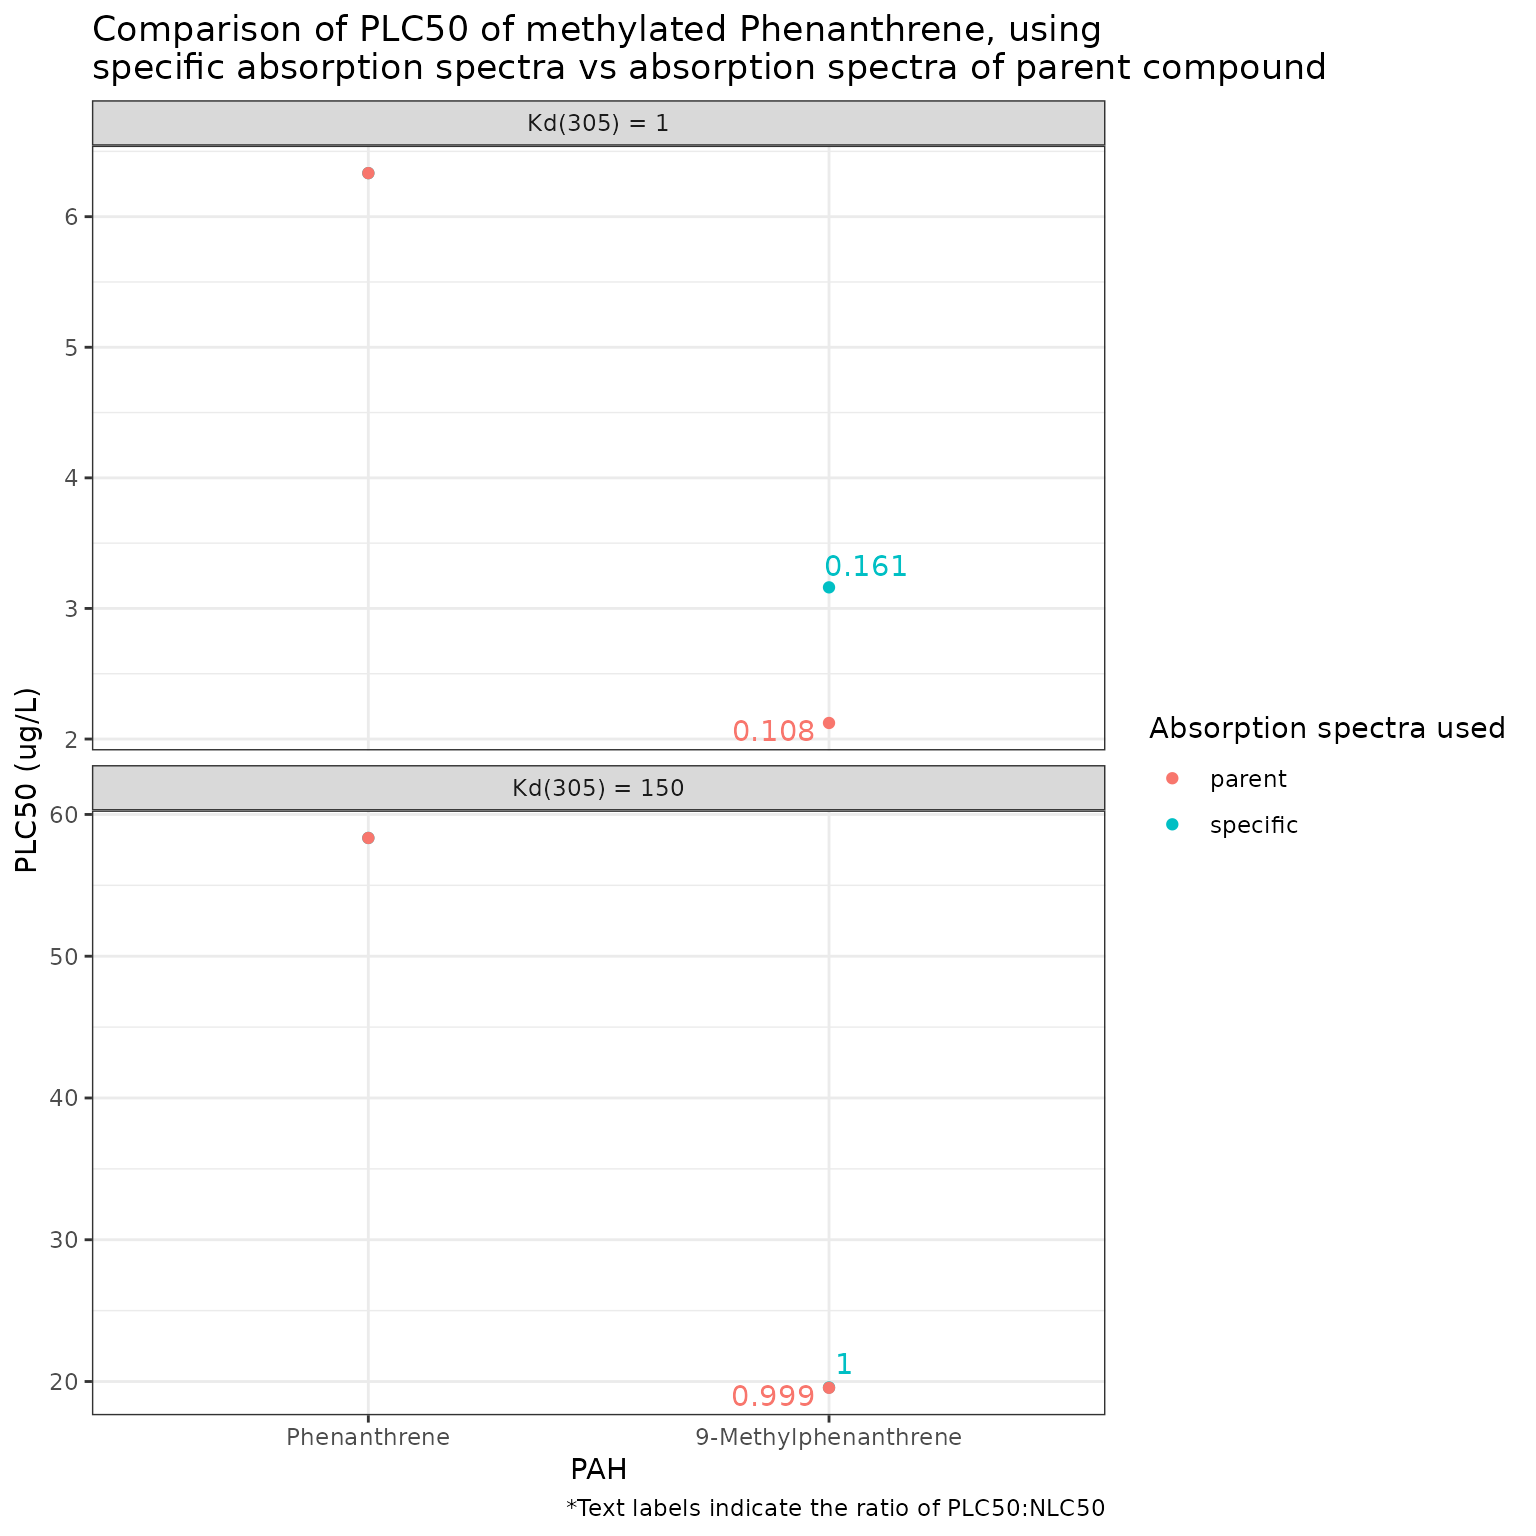 Comparison of PLC50 of methylated Phenanthrene, using
specific absorption spectra vs absorption spectra of parent compound
Kd(305) = 1
6
5
4
3
2
0.161
0.108
PLC50 (ug/L)
Kd(305) = 150
60
50
40
30
20
1
0.999
Phenanthrene
9-Methylphenanthrene
PAH
*Text labels indicate the ratio of PLC50:NLC50
Absorption spectra used
parent
specific